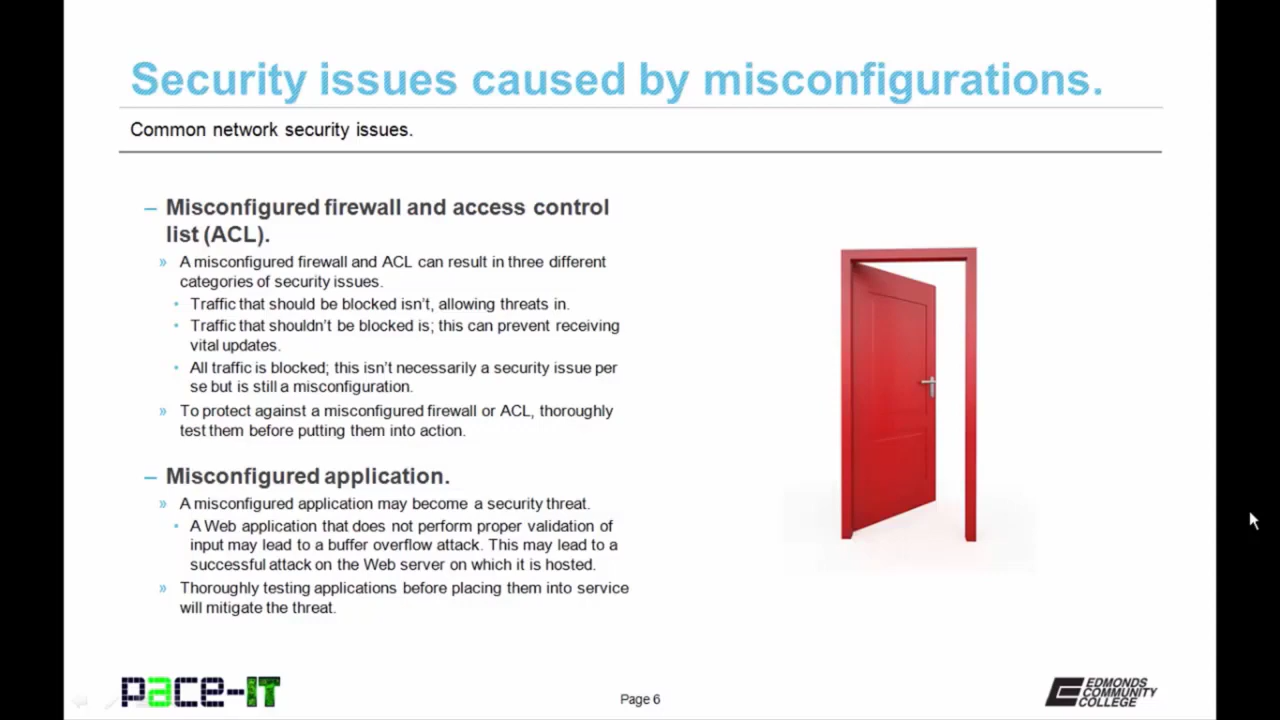 Security issues caused by misconfigurations.
Common network security issues.
– Misconfigured firewall and access control
list (ACL).
» A misconfigured firewall and ACL can result in three different
categories of security issues.
• Traffic that should be blocked isn't, allowing threats in.
• Traffic that shouldn't be blocked is; this can prevent receiving
vital updates.
• All traffic is blocked; this isn't necessarily a security issue per
se but is still a misconfiguration.
» To protect against a misconfigured firewall or ACL, thoroughly
test them before putting them into action.
– Misconfigured application.
» A misconfigured application may become a security threat.
• A Web application that does not perform proper validation of
input may lead to a buffer overflow attack. This may lead to a
successful attack on the Web server on which it is hosted.
» Thoroughly testing applications before placing them into service
will mitigate the threat.
pace-IT
Page 6
EDMONDS
COMMUNITY
COLLEGE